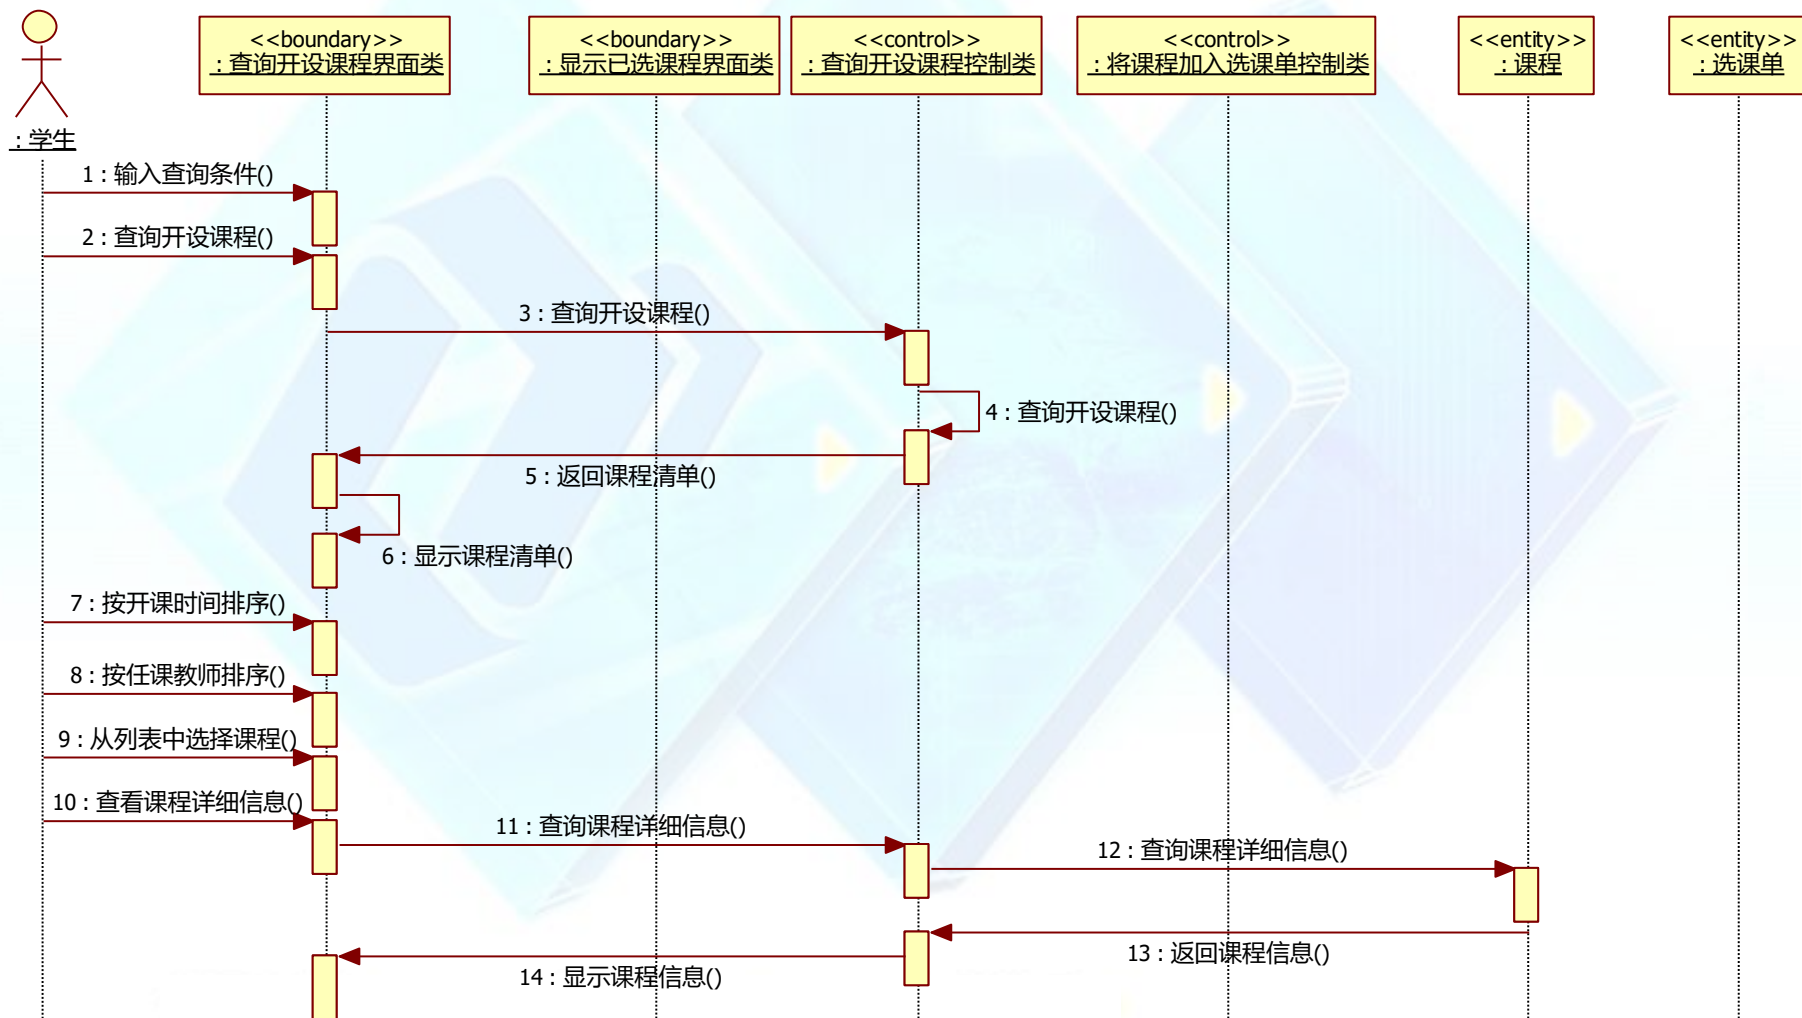 <<boundary>>
: 查询开设课程界面类
<<boundary>>
: 显示已选课程界面类
<<control>>
: 查询开设课程控制类
<<control>>
: 将课程加入选课单控制类
<<entity>>
: 课程
<<entity>>
: 选课单
: 学生
1 : 输入查询条件()
2 : 查询开设课程()
3 : 查询开设课程()
4 : 查询开设课程()
5 : 返回课程清单()
6 : 显示课程清单()
7 : 按开课时间排序()
8 : 按任课教师排序()
9 : 从列表中选择课程()
10 : 查看课程详细信息()
11 : 查询课程详细信息()
12 : 查询课程详细信息()
13 : 返回课程信息()
14 : 显示课程信息()